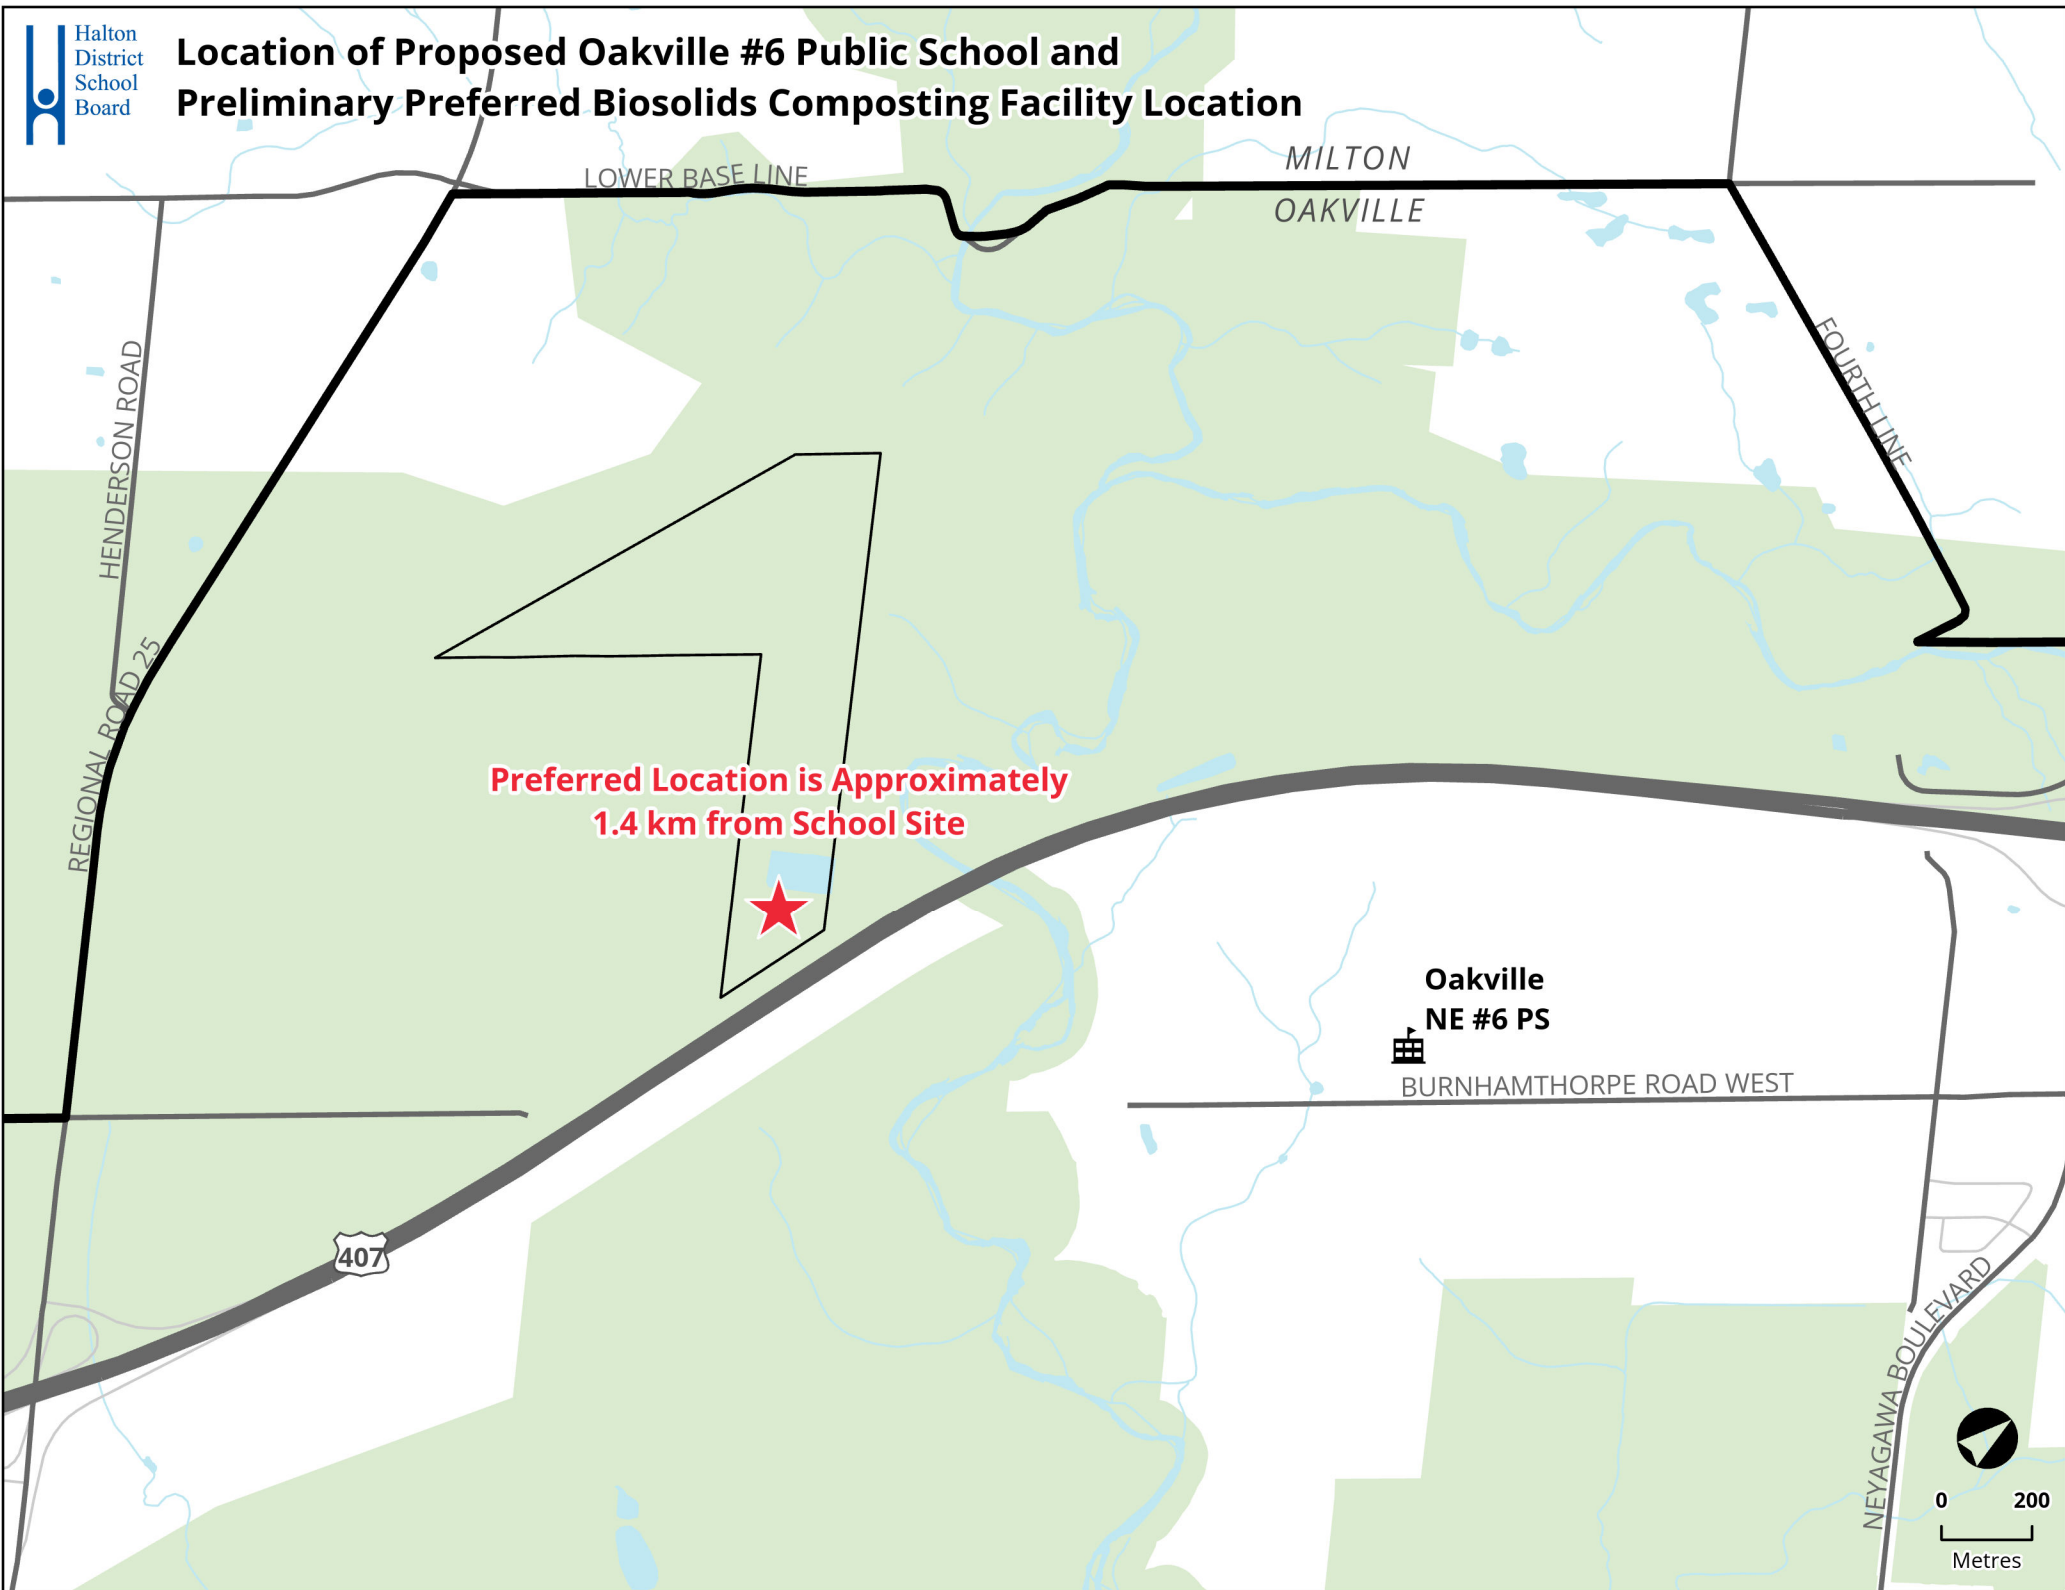 Halton
District
School
Board
Location of Proposed Oakville #6 Public School and
Preliminary Preferred Biosolids Composting Facility Location
MILTON
LOWER BASE LINE
OAKVILLE
HENDERSON ROAD
FOURTH LINE
REGIONAL ROAD 25
Preferred Location is Approximately
1.4 km from School Site
Oakville
NE #6 PS
BURNHAMTHORPE ROAD WEST
407
NEYAGAWA BOULEVARD
0 200
Metres